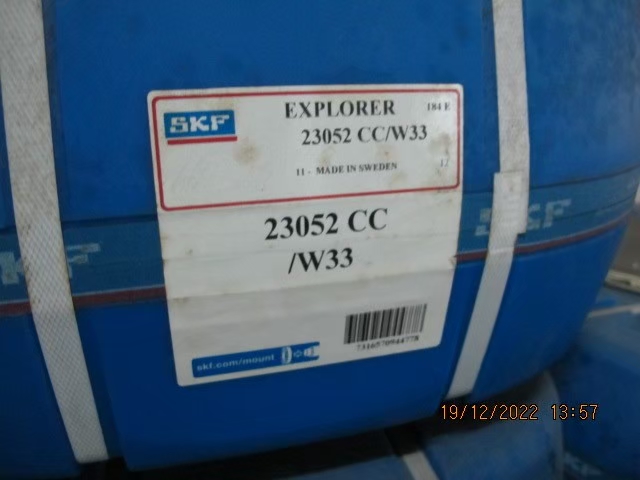 EXPLORER
184 E
SKF
23052 CC/W33
11 - MADE IN SWEDEN
12
23052 CC
/W33
SKF
SKF
7316570944778
skf.com/mount
19/12/2022 13:57